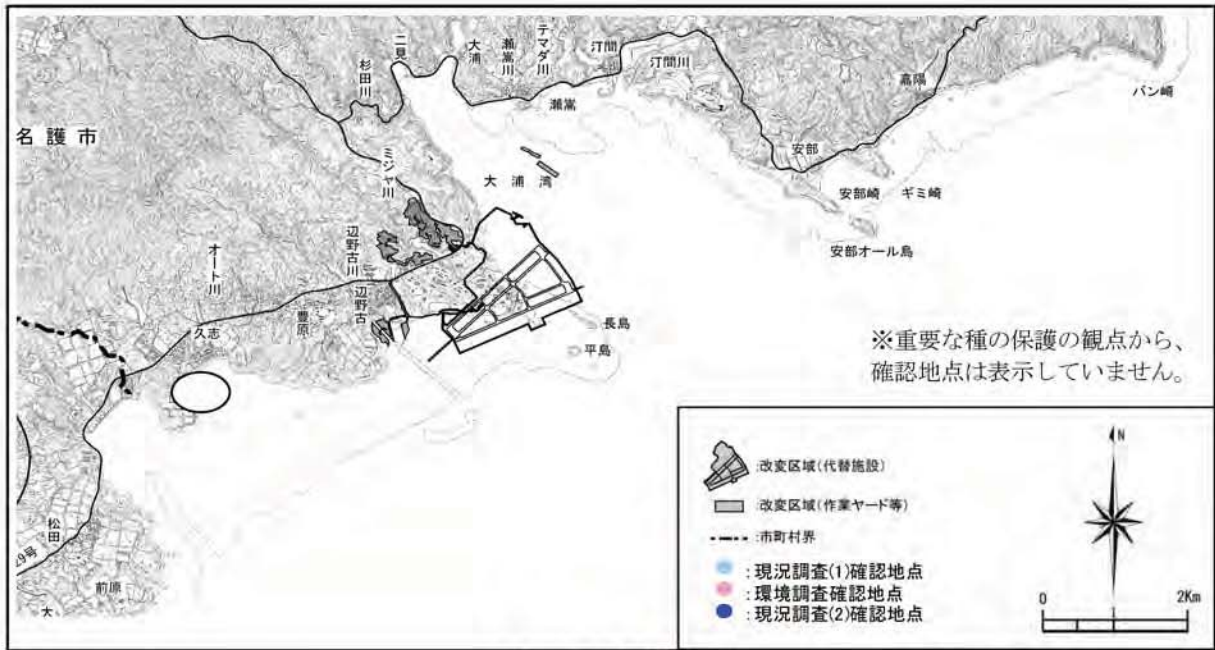 名護市
杉田川
二見
大浦
瀬嵩川
テマダ川
汀間
汀間川
瀬嵩
嘉陽
バン崎
安部
安部崎
ギミ崎
安部オール島
大浦湾
ミジャ川
辺野古川
辺野古
オート川
久志
豊原
長島
平島
松田
前原
大
※重要な種の保護の観点から、
確認地点は表示していません。
:改変区域(代替施設)
:改変区域(作業ヤード等)
:市町村界
:現況調査(1)確認地点
:環境調査確認地点
:現況調査(2)確認地点
N
0 2Km